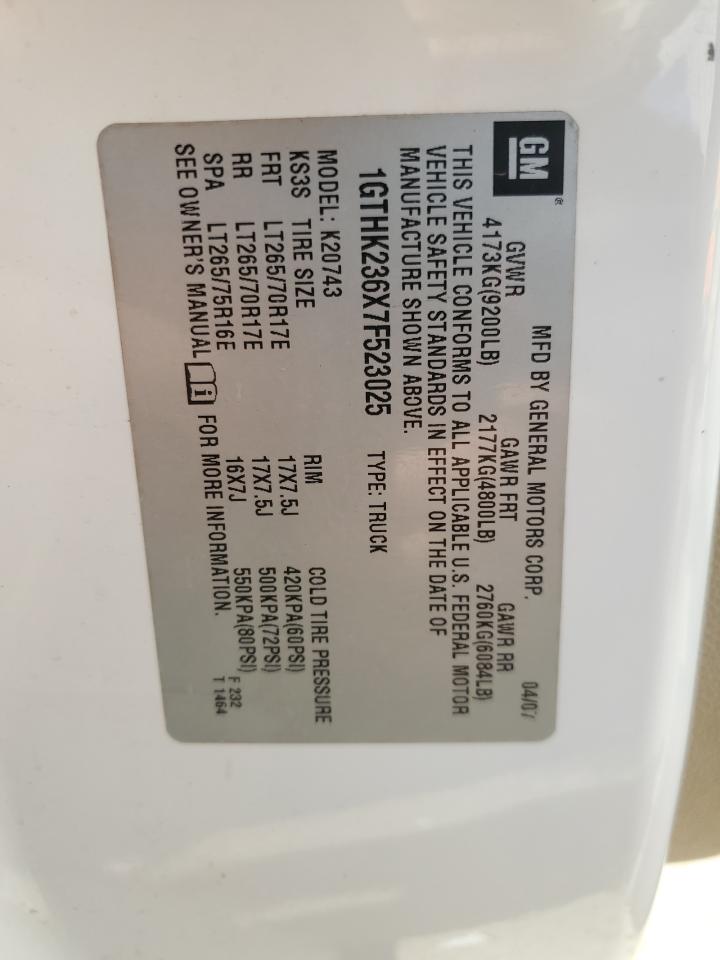 GM®
MFD BY GENERAL MOTORS CORP. 04/07
GVWR GAWR FRT GAWR RR
4173KG(9200LB) 2177KG(4800LB) 2760KG(6084LB)
THIS VEHICLE CONFORMS TO ALL APPLICABLE U.S. FEDERAL MOTOR
VEHICLE SAFETY STANDARDS IN EFFECT ON THE DATE OF
MANUFACTURE SHOWN ABOVE.
1GTHK236X7F523025 TYPE: TRUCK
MODEL: K20743
KS3S TIRE SIZE RIM COLD TIRE PRESSURE
FRT LT265/70R17E 17X7.5J 420KPA(60PSI)
RR LT265/70R17E 17X7.5J 500KPA(72PSI)
SPA LT265/75R16E 16X7J 550KPA(80PSI)
SEE OWNER'S MANUAL FOR MORE INFORMATION.
F 232
T 1464